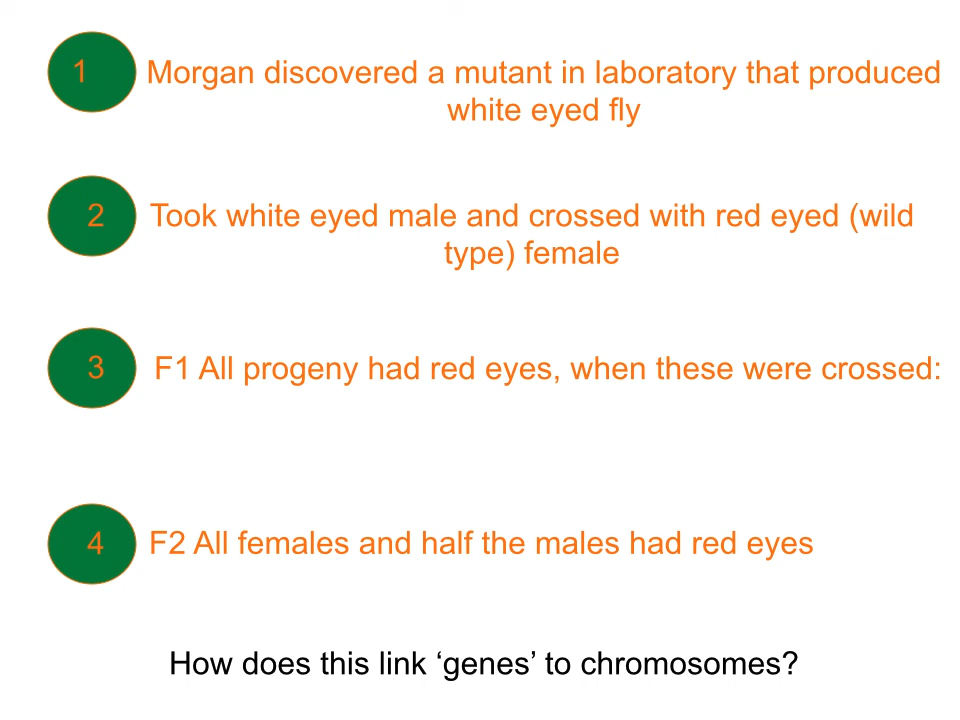 1 Morgan discovered a mutant in laboratory that produced
white eyed fly
2 Took white eyed male and crossed with red eyed (wild
type) female
3 F1 All progeny had red eyes, when these were crossed:
4 F2 All females and half the males had red eyes
How does this link ‘genes’ to chromosomes?